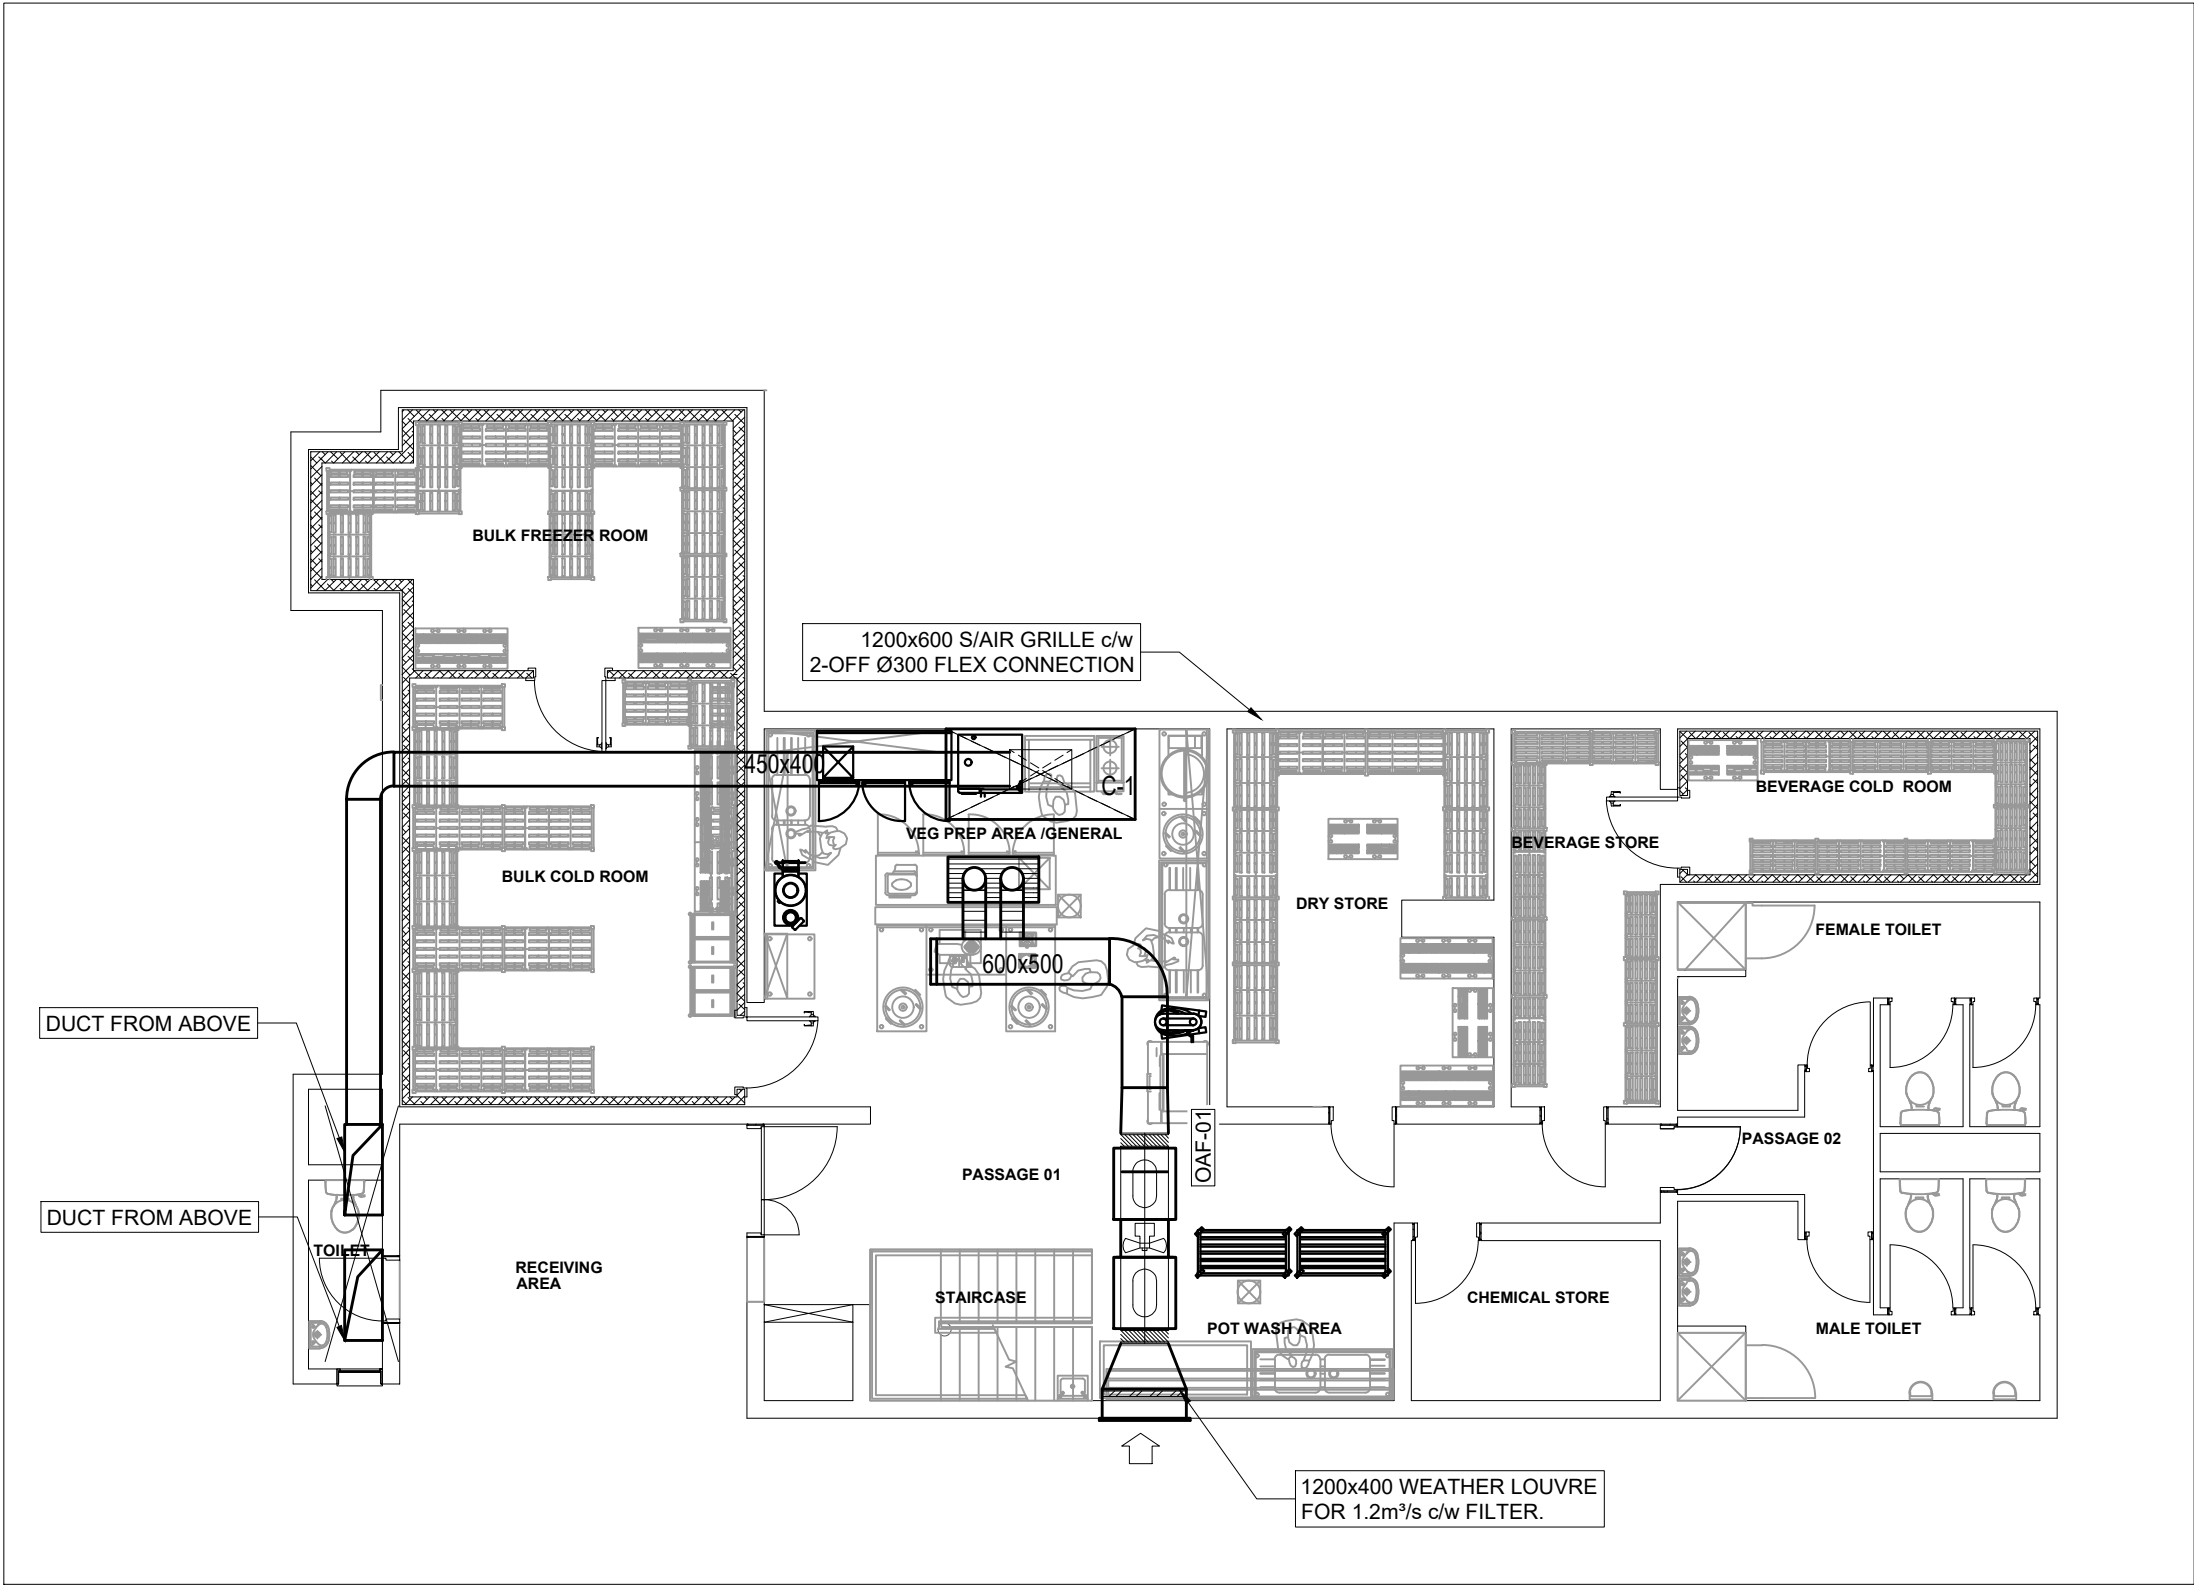 BULK FREEZER ROOM
1200x600 S/AIR GRILLE c/w
2-OFF Ø300 FLEX CONNECTION
450x400
C-1
VEG PREP AREA /GENERAL
BEVERAGE COLD  ROOM
BEVERAGE STORE
BULK COLD ROOM
DRY STORE
FEMALE TOILET
600x500
DUCT FROM ABOVE
OAF-01
PASSAGE 02
PASSAGE 01
DUCT FROM ABOVE
TOILET
RECEIVING
AREA
STAIRCASE
CHEMICAL STORE
POT WASH AREA
MALE TOILET
1200x400 WEATHER LOUVRE
FOR 1.2m³/s c/w FILTER.